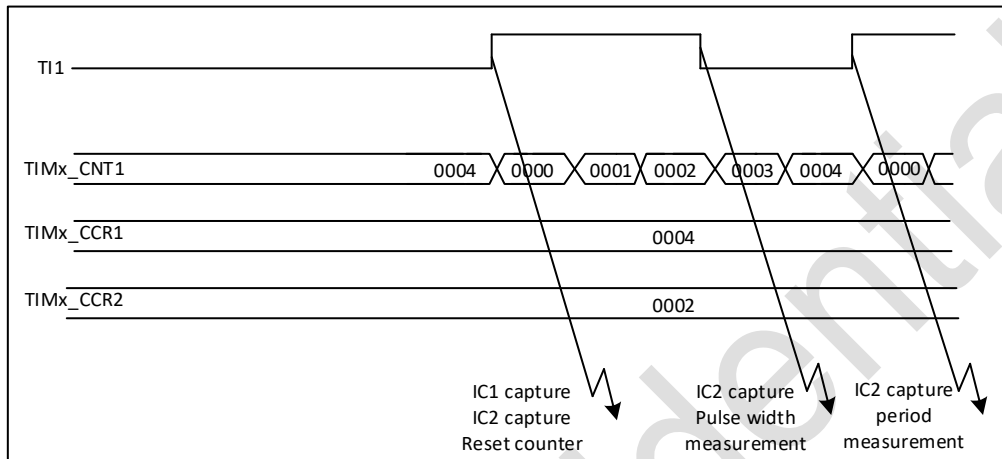 TI1
TIMx_CNT1
0004 0000 0001 0002 0003 0004 0000
TIMx_CCR1
0004
TIMx_CCR2
0002
IC1 capture
IC2 capture
Reset counter
IC2 capture
Pulse width
measurement
IC2 capture
period
measurement
dential